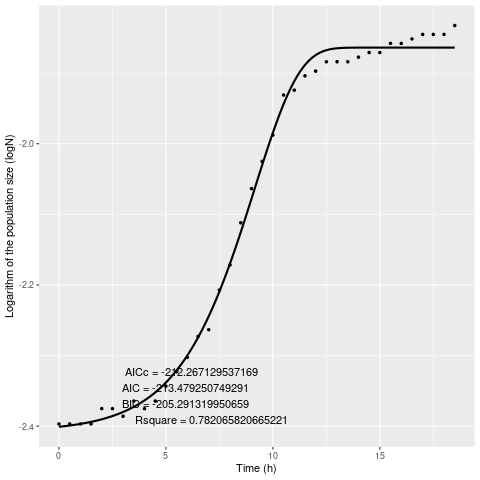 Logarithm of the population size (logN)
-2.0
-2.2
-2.4
AICc = -212.267129537169
AIC = -213.479250749291
BIC = -205.291319950659
Rsquare = 0.782065820665221
0 5 10 15
Time (h)